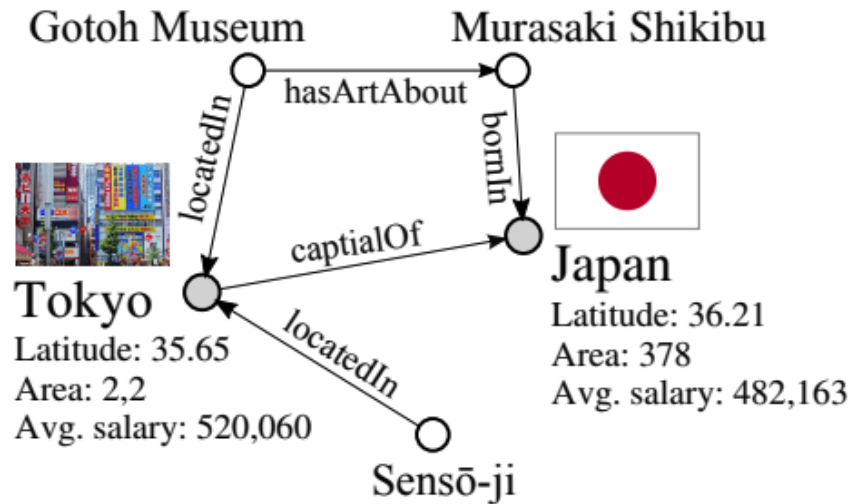 Gotoh Museum
Murasaki Shikibu
hasArtAbout
locatedIn
bornIn
captialOf
Tokyo
Latitude: 35.65
Area: 2,2
Avg. salary: 520,060
Japan
Latitude: 36.21
Area: 378
Avg. salary: 482,163
locatedIn
Sensō-ji